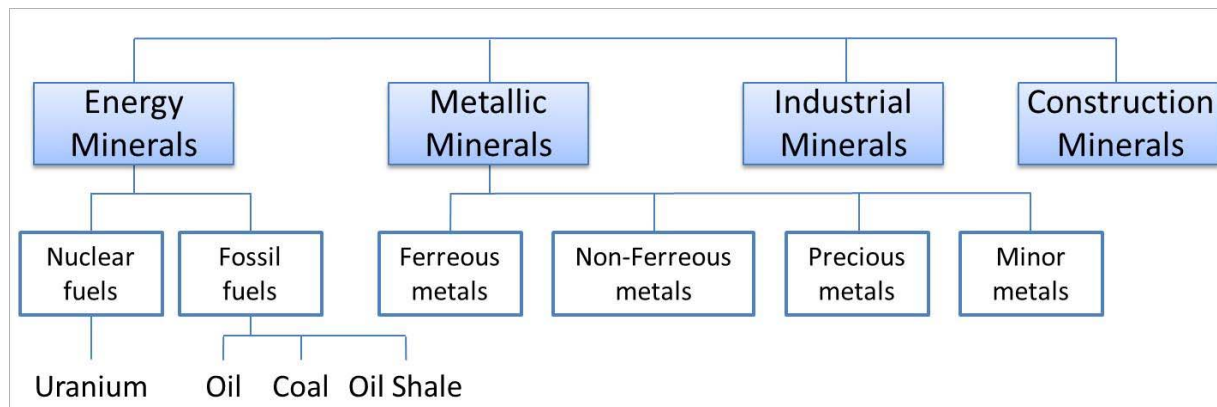 Energy
Minerals
Metallic
Minerals
Industrial
Minerals
Construction
Minerals
Nuclear
fuels
Fossil
fuels
Ferreous
metals
Non-Ferreous
metals
Precious
metals
Minor
metals
Uranium
Oil
Coal
Oil Shale